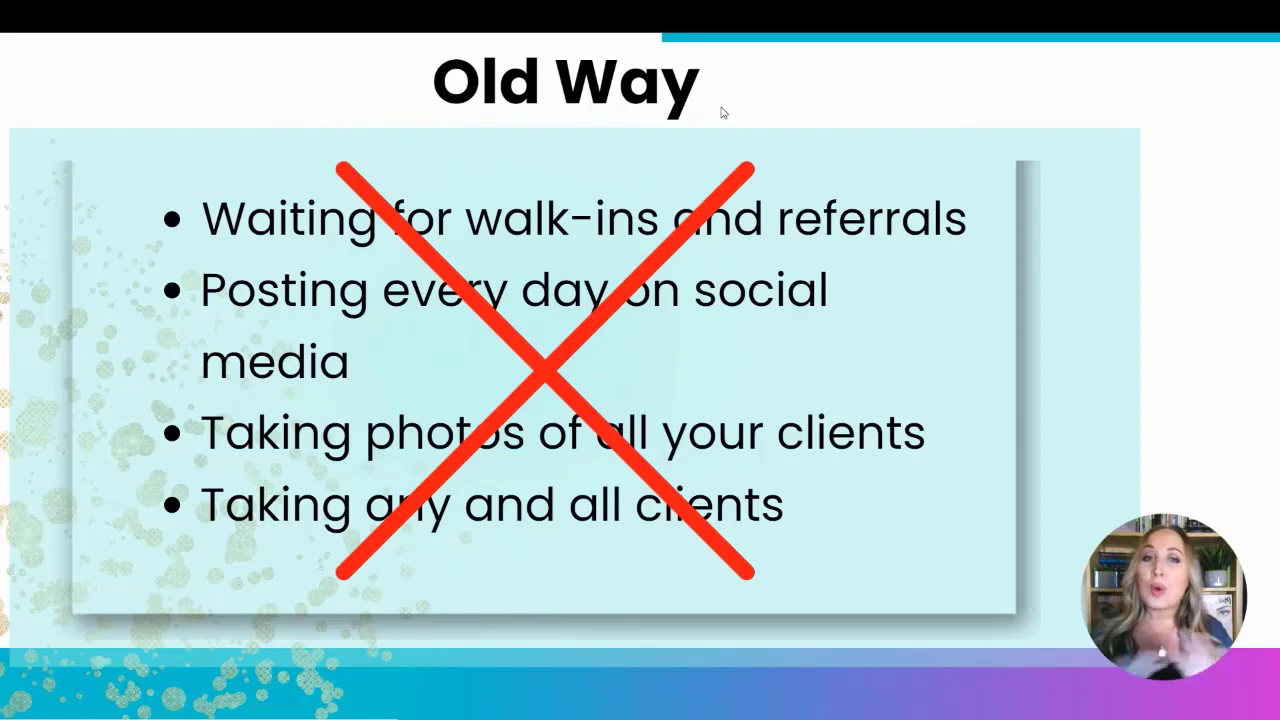 Old Way
• Waiting for walk-ins and referrals
• Posting every day on social
media
• Taking photos of all your clients
• Taking any and all clients